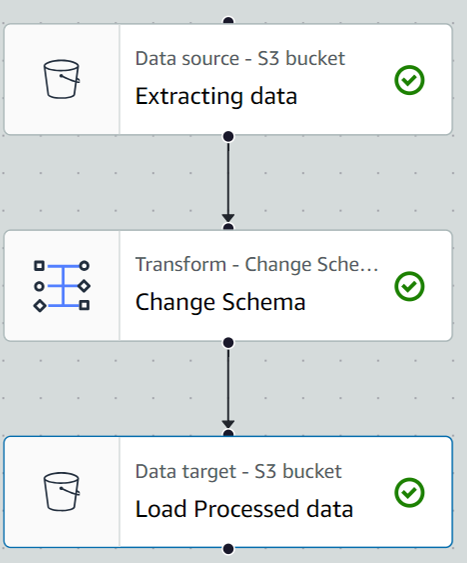 Data source - S3 bucket
Extracting data
Transform - Change Sche...
Change Schema
Data target - S3 bucket
Load Processed data